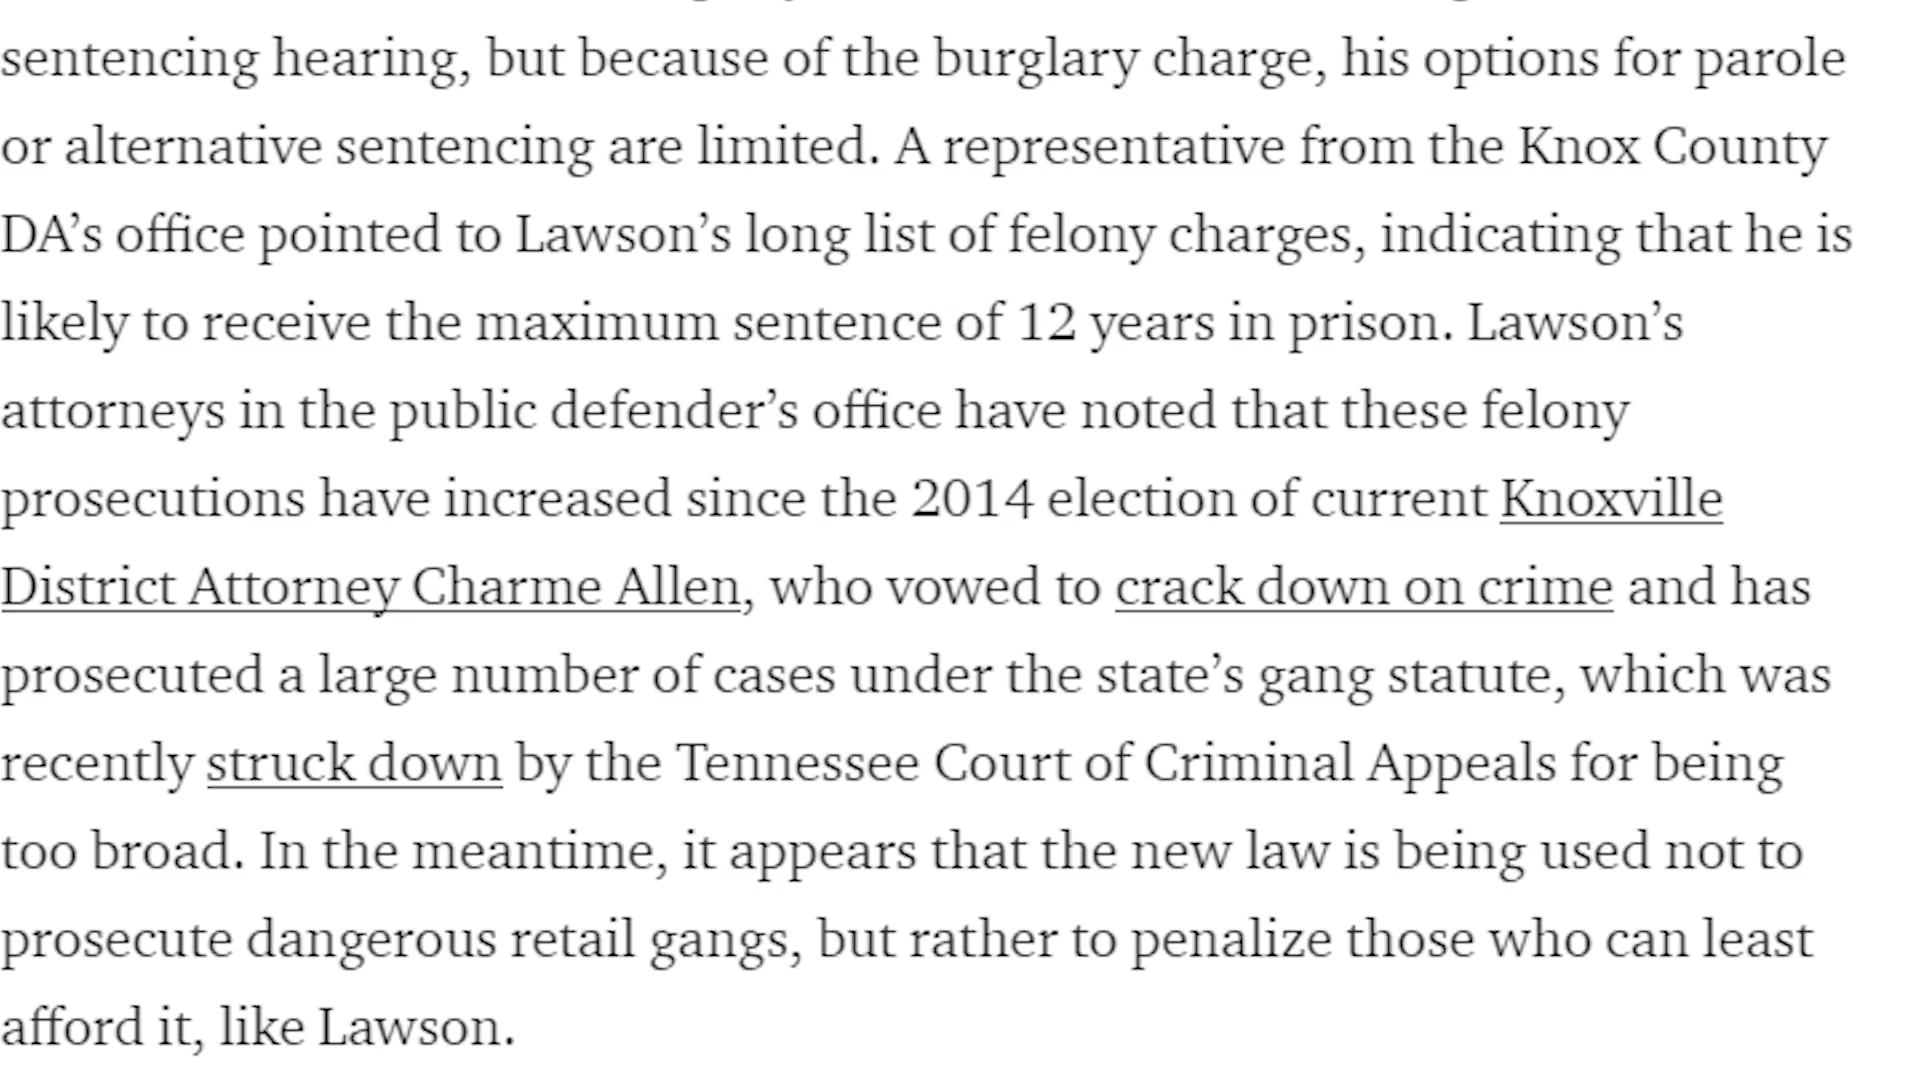 sentencing hearing, but because of the burglary charge, his options for parole
or alternative sentencing are limited. A representative from the Knox County
DA’s office pointed to Lawson’s long list of felony charges, indicating that he is
likely to receive the maximum sentence of 12 years in prison. Lawson’s
attorneys in the public defender’s office have noted that these felony
prosecutions have increased since the 2014 election of current Knoxville
District Attorney Charme Allen, who vowed to crack down on crime and has
prosecuted a large number of cases under the state’s gang statute, which was
recently struck down by the Tennessee Court of Criminal Appeals for being
too broad. In the meantime, it appears that the new law is being used not to
prosecute dangerous retail gangs, but rather to penalize those who can least
afford it, like Lawson.